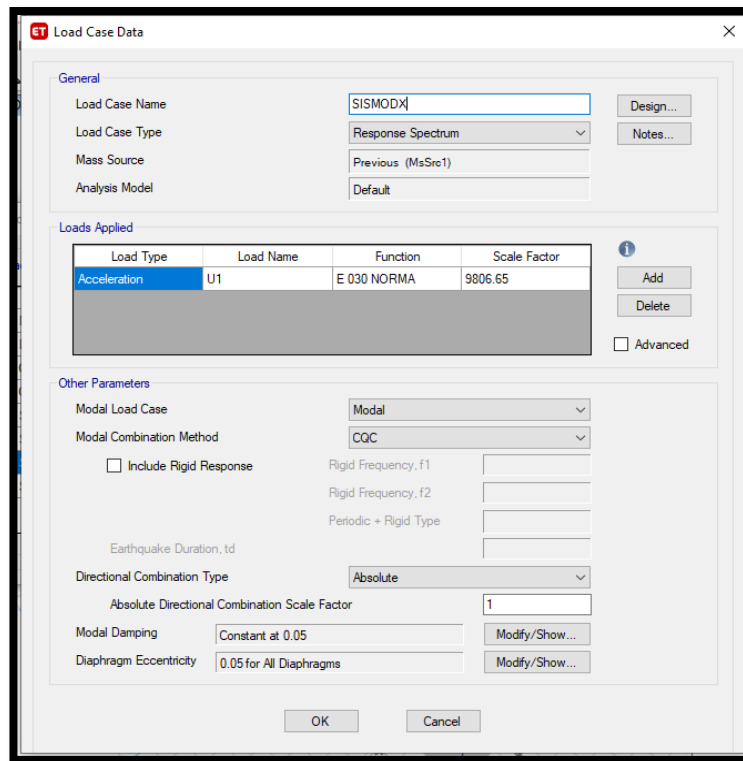 ET Load Case Data
General
Load Case Name SISMODX Design...
Load Case Type Response Spectrum Notes...
Mass Source Previous (MsSrc1)
Analysis Model Default
Loads Applied
Load Type Load Name Function Scale Factor
Acceleration U1 E 030 NORMA 9806.65
Add
Delete
Advanced
Other Parameters
Modal Load Case Modal
Modal Combination Method CQC
Include Rigid Response Rigid Frequency, f1
Rigid Frequency, f2
Periodic + Rigid Type
Earthquake Duration, td
Directional Combination Type Absolute
Absolute Directional Combination Scale Factor 1
Modal Damping Constant at 0.05 Modify/Show...
Diaphragm Eccentricity 0.05 for All Diaphragms Modify/Show...
OK Cancel